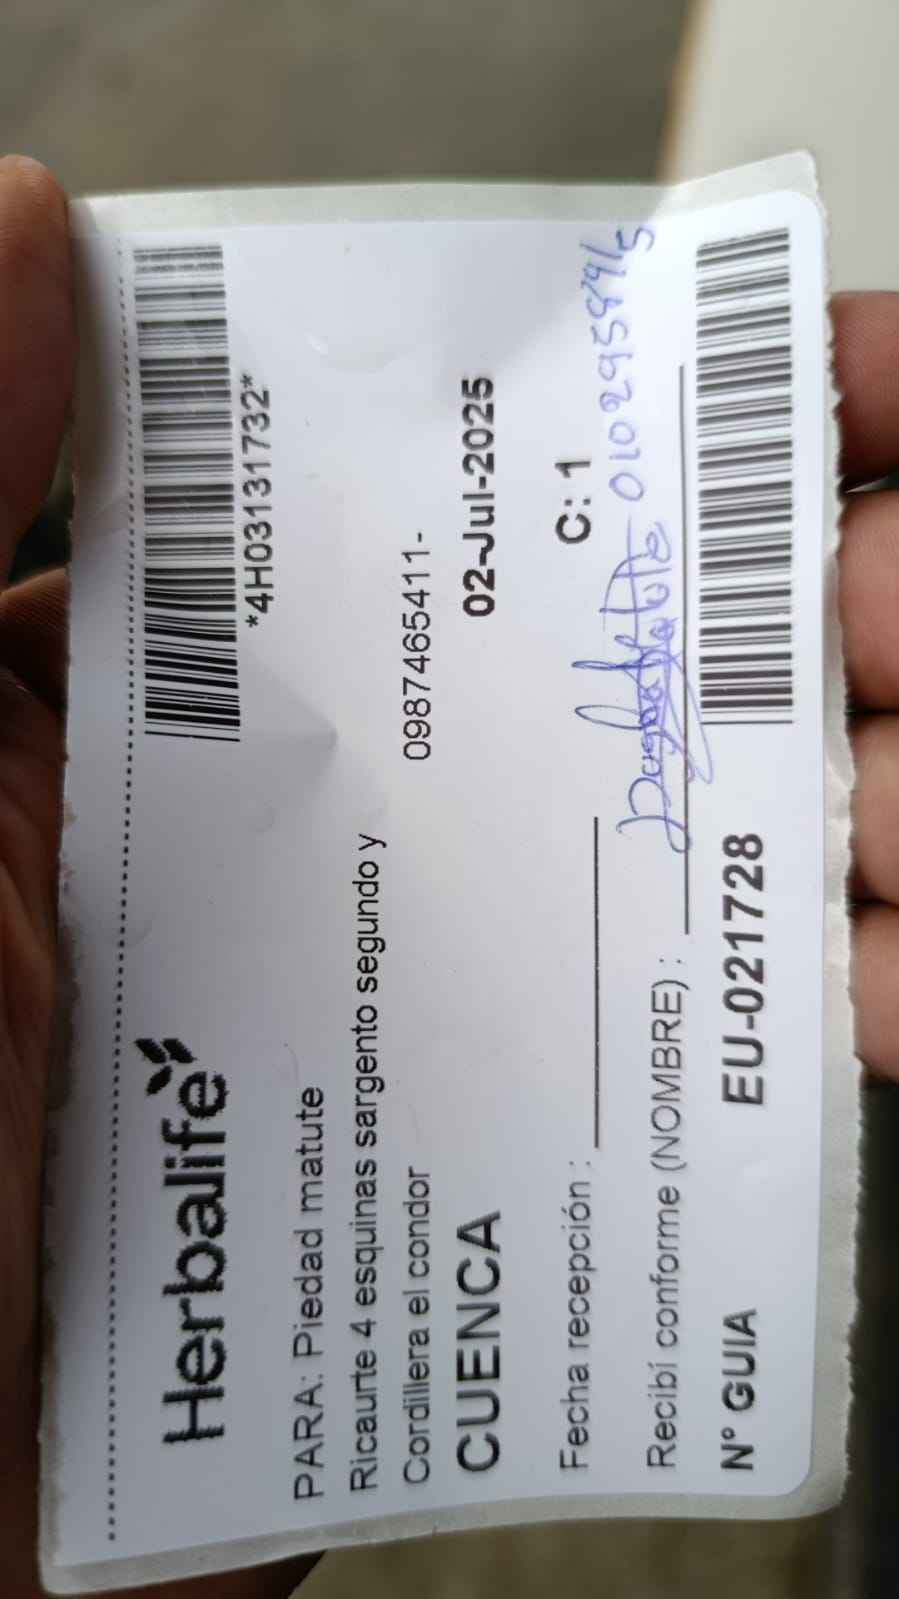 Herbalife
*4H03131732*
PARA: Piedad matute
Ricaurte 4 esquinas sargento segundo y
Cordillera el condor 0987465411-
CUENCA 02-Jul-2025
Fecha recepción : C: 1
Recibí conforme (NOMBRE) :
N° GUIA EU-021728